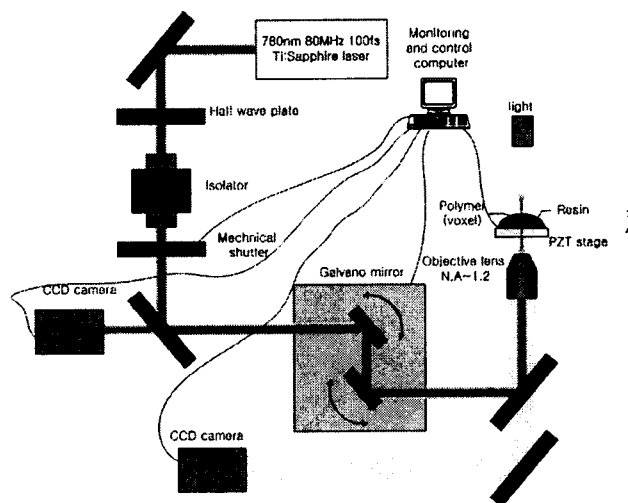 780nm 80MHz 100fs
Ti:Sapphire laser
Monitoring
and control
computer
light
Half wave plate
Isolator
Mechnical
shutter
CCD camera
Galvano mirror
Polymer
(voxel)
Resin
PZT stage
Objective lens
N.A~1.2
CCD camera